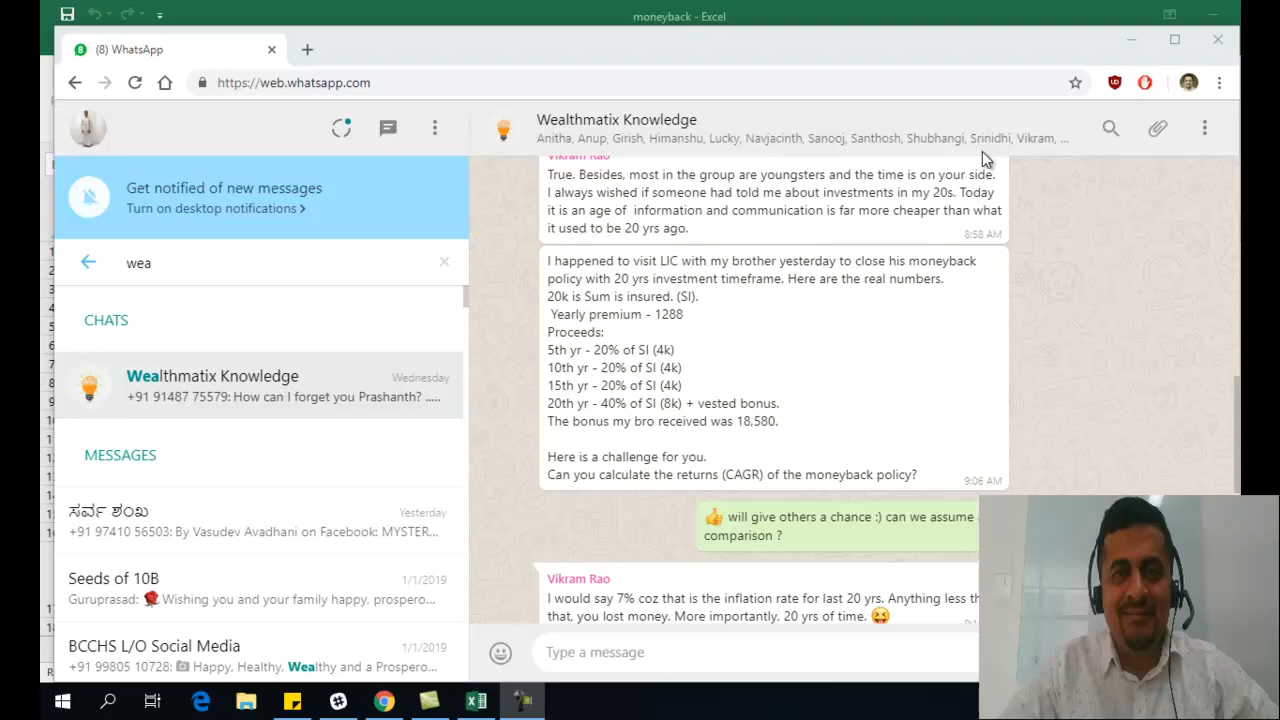 moneyback - Excel
(8) WhatsApp
https://web.whatsapp.com
Wealthmatix Knowledge
Anitha, Anup, Girish, Himanshu, Lucky, Navjacinth, Sanooj, Santhosh, Shubhangi, Srinidhi, Vikram, ...
Get notified of new messages
Turn on desktop notifications >
wea
CHATS
Wealthmatix Knowledge
Wednesday
+91 91487 75579: How can I forget you Prashanth? .....
MESSAGES
ಸರ್ವ ಶಂಖ
Yesterday
+91 97410 56503: By Vasudev Avadhani on Facebook: MYSTER...
Seeds of 10B
1/1/2019
Guruprasad: 🌹 Wishing you and your family happy, prospero...
BCCHS L/O Social Media
1/1/2019
+91 99805 10728: Happy, Healthy, Wealthy and a Prospero...
Vikram Rao
True. Besides, most in the group are youngsters and the time is on your side.
I always wished if someone had told me about investments in my 20s. Today
it is an age of information and communication is far more cheaper than what
it used to be 20 yrs ago.
8:58 AM
I happened to visit LIC with my brother yesterday to close his moneyback
policy with 20 yrs investment timeframe. Here are the real numbers.
20k is Sum is insured. (SI).
Yearly premium - 1288
Proceeds:
5th yr - 20% of SI (4k)
10th yr - 20% of SI (4k)
15th yr - 20% of SI (4k)
20th yr - 40% of SI (8k) + vested bonus.
The bonus my bro received was 18,580.
Here is a challenge for you.
Can you calculate the returns (CAGR) of the moneyback policy?
9:06 AM
👍 will give others a chance :) can we assume
comparison ?
Vikram Rao
I would say 7% coz that is the inflation rate for last 20 yrs. Anything less
that, you lost money. More importantly, 20 yrs of time. 😝
Type a message